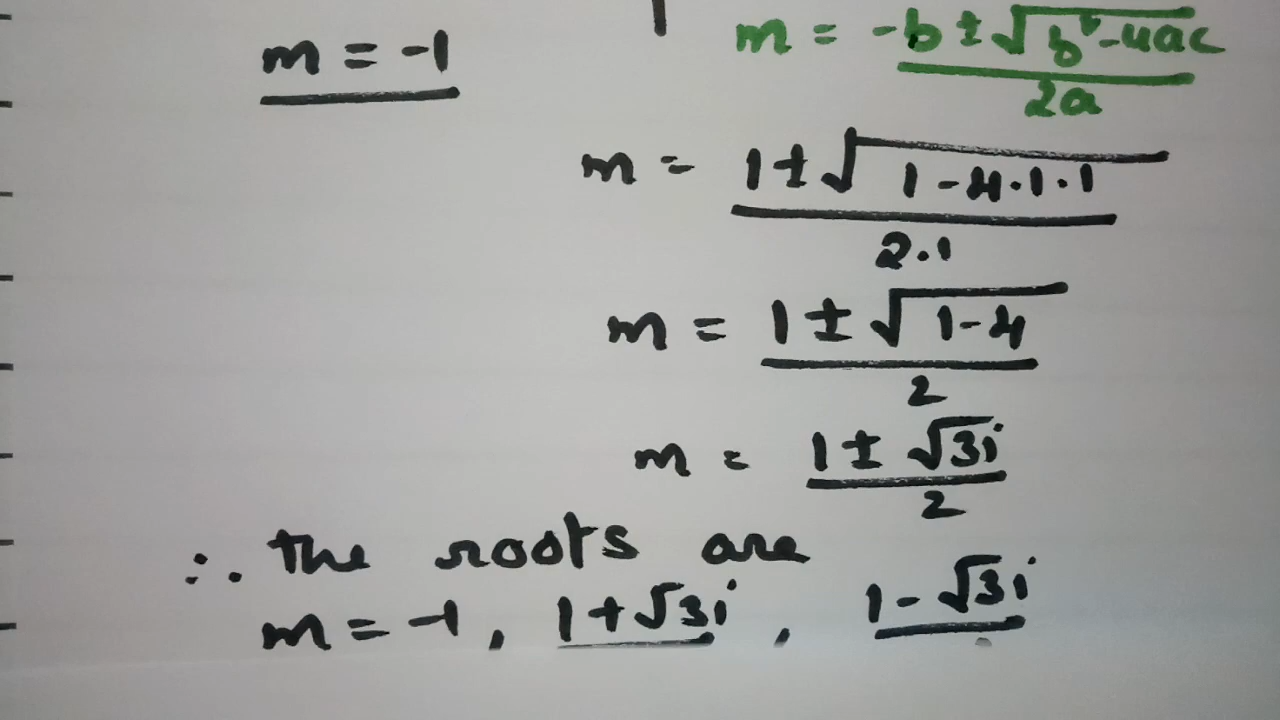 m = -1
m = -b ± √b²-4ac
2a
m = 1 ± √1-4.1.1
2.1
m = 1 ± √1-4
2
m = 1 ± √3i
2
∴ the roots are
m = -1, 1+√3i, 1-√3i